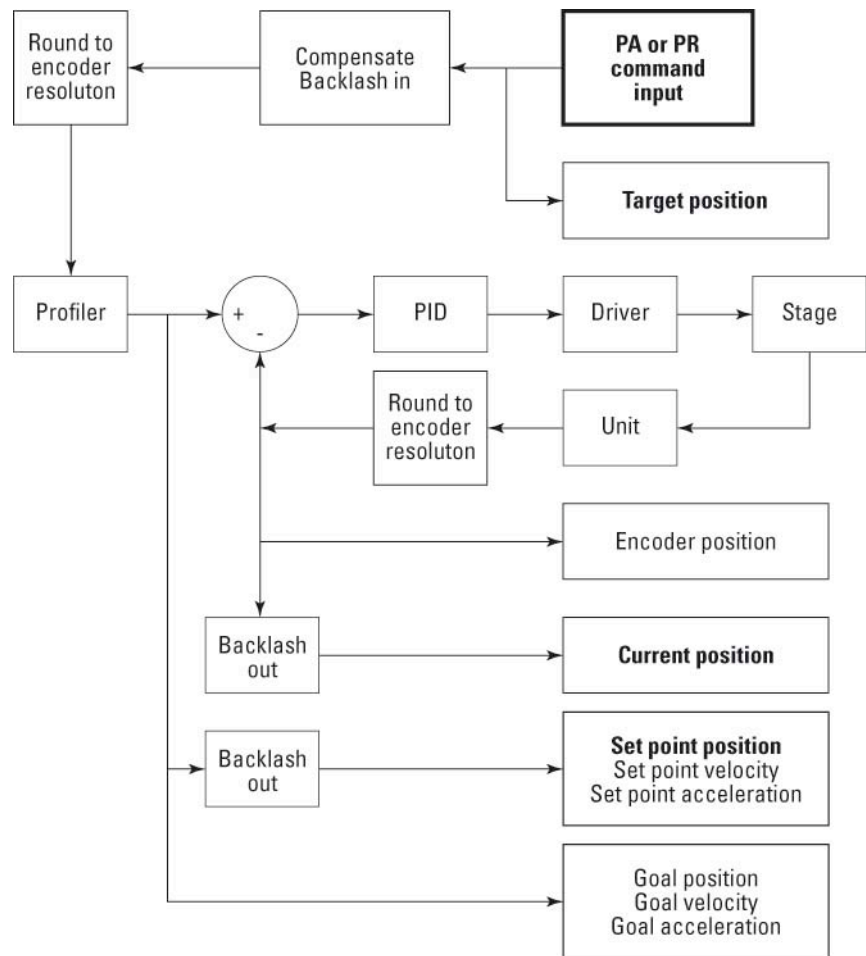 Round to
encoder
resoluton
Compensate
Backlash in
PA or PR
command
input
Target position
Profiler
+
-
PID
Driver
Stage
Round to
encoder
resoluton
Unit
Encoder position
Backlash
out
Current position
Backlash
out
Set point position
Set point velocity
Set point acceleration
Goal position
Goal velocity
Goal acceleration